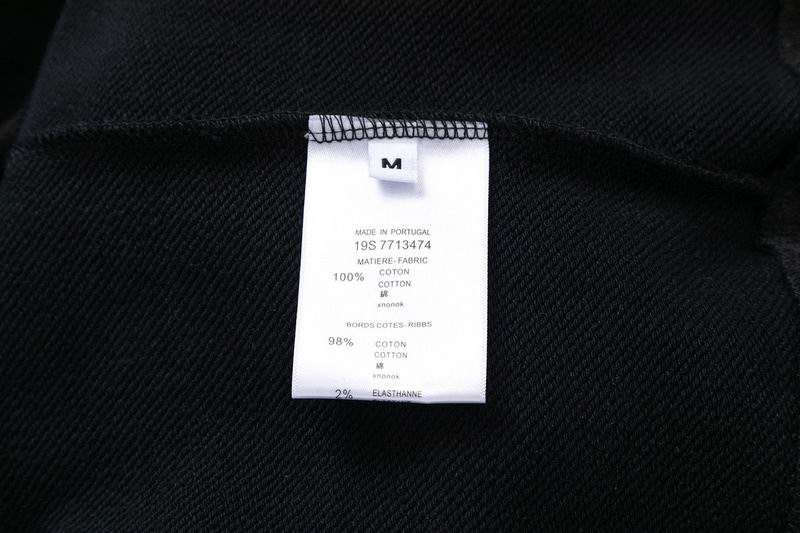 M
MADE IN PORTUGAL
19S 7713474
MATIERE-FABRIC
100% COTON
COTTON
綿
xnonok
BORDS COTES-RIBBS
98% COTON
COTTON
綿
xnonok
2% ELASTHANNE